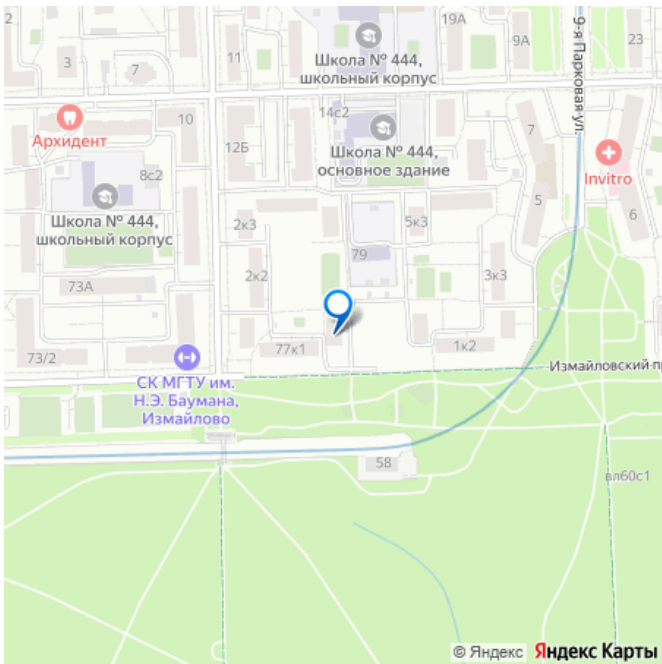 19А
9А
23
Школа № 444,
школьный корпус
11
3
7
9-я Парковая ул.
14с2
10
Архидент
12Б
Школа № 444,
основное здание
7
Invitro
8с2
Школа № 444,
школьный корпус
2к3
5к3
5
6
79
2к2
3к3
73А
73/2
77к1
1к2
Измайловский пр
СК МГТУ им.
Н.Э. Баумана,
Измайлово
58
вл60с1
© Яндекс Яндекс Карты